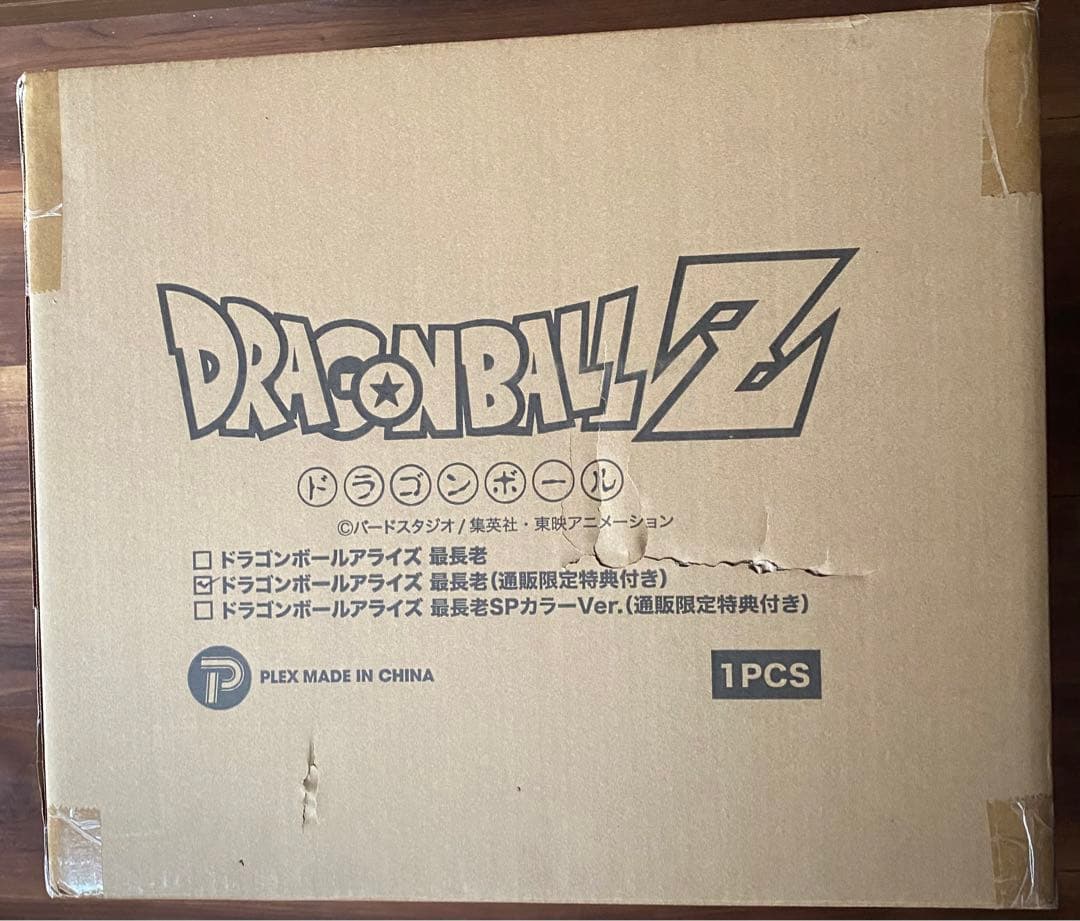 DRAGONBALL Z
ドラゴンボール
©バードスタジオ / 集英社・東映アニメーション
ドラゴンボールアライズ 最長老
ドラゴンボールアライズ 最長老(通販限定特典付き)
ドラゴンボールアライズ 最長老SPカラーVer.(通販限定特典付き)
P PLEX MADE IN CHINA
1PCS